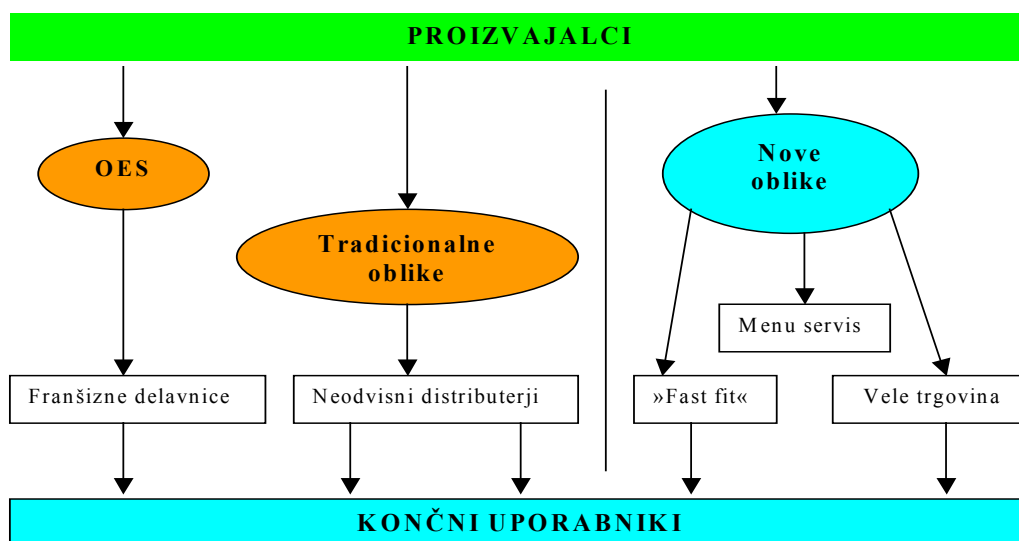 PROIZVAJALCI
OES
Nove
oblike
Tradicionalne
oblike
Menu servis
Franšizne delavnice
Neodvisni distributerji
»Fast fit«
Vele trgovina
KONČNI UPORABNIKI